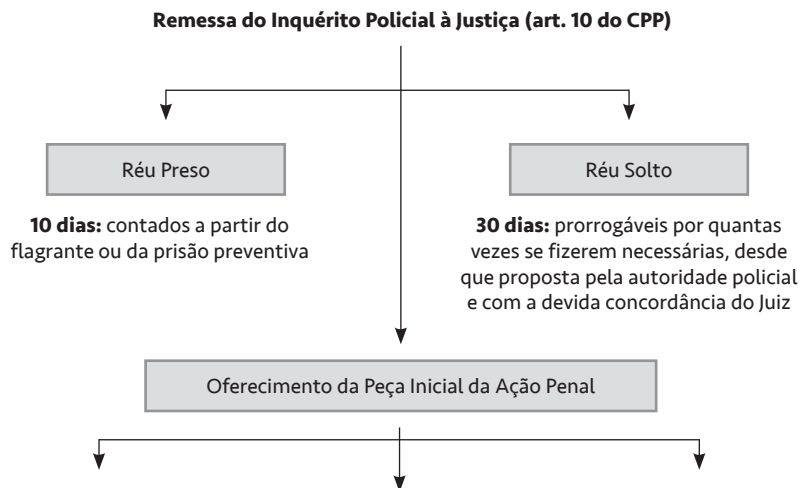 Remessa do Inquérito Policial à Justiça (art. 10 do CPP)
Réu Preso
10 dias: contados a partir do
flagrante ou da prisão preventiva
Réu Solto
30 dias: prorrogáveis por quantas
vezes se fizerem necessárias, desde
que proposta pela autoridade policial
e com a devida concordância do Juiz
Oferecimento da Peça Inicial da Ação Penal